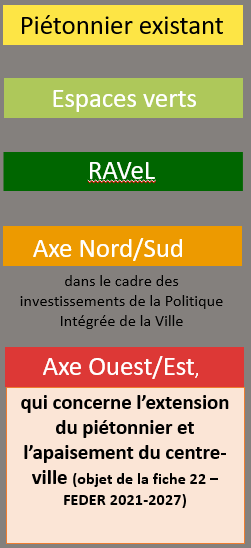 Piétonnier existant
Espaces verts
RAVeL
Axe Nord/Sud
dans le cadre des
investissements de la Politique
Intégrée de la Ville
Axe Ouest/Est,
qui concerne l'extension
du piétonnier et
l'apaisement du centre-
ville (objet de la fiche 22 –
FEDER 2021-2027)